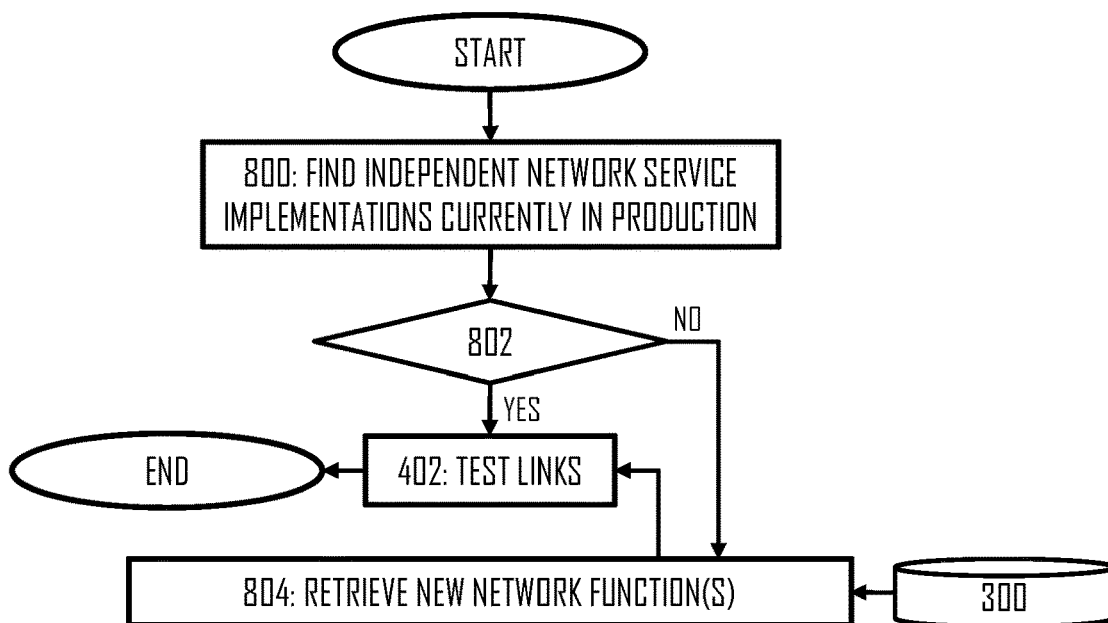 START
800: FIND INDEPENDENT NETWORK SERVICE
IMPLEMENTATIONS CURRENTLY IN PRODUCTION
802
NO
YES
END
402: TEST LINKS
804: RETRIEVE NEW NETWORK FUNCTION(S)
300